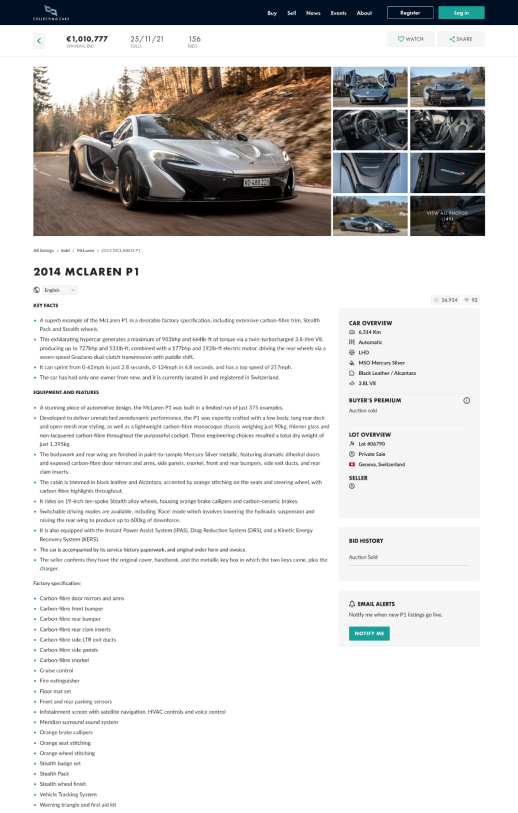 COLLECTING CARS
Buy Sell News Events About
Register
Log in
€1,010,777
WINNING BID
25/11/21
SOLD
156
BIDS
WATCH
SHARE
VIEW ALL PHOTOS
(149)
All listings > Sold > McLaren > 2014 MCLAREN P1
2014 MCLAREN P1
English
16,914
92
KEY FACTS
A superb example of the McLaren P1 in a desirable factory specification, including extensive carbon-fibre trim, Stealth
Pack and Stealth wheels.
This exhilarating hypercar generates a maximum of 903bhp and 664lb-ft of torque via a twin-turbocharged 3.8-litre V8,
producing up to 727bhp and 531lb-ft, combined with a 177bhp and 192lb-ft electric motor, driving the rear wheels via a
seven-speed Graziano dual-clutch transmission with paddle shift.
It can sprint from 0-62mph in just 2.8 seconds, 0-124mph in 6.8 seconds, and has a top speed of 217mph.
The car has had only one owner from new, and it is currently located in and registered in Switzerland.
EQUIPMENT AND FEATURES
A stunning piece of automotive design, the McLaren P1 was built in a limited run of just 375 examples.
Developed to deliver unmatched aerodynamic performance, the P1 was expertly crafted with a low body, long rear deck
and open-mesh rear styling, as well as a lightweight carbon-fibre monocoque chassis weighing just 90kg, thinner glass and
non-lacquered carbon-fibre throughout the purposeful cockpit. These engineering choices resulted a total dry weight of
just 1,395kg.
The bodywork and rear wing are finished in paint-to-sample Mercury Silver metallic, featuring dramatic dihedral doors
and exposed carbon-fibre door mirrors and arms, side panels, snorkel, front and rear bumpers, side exit ducts, and rear
clam inserts.
The cabin is trimmed in black leather and Alcantara, accented by orange stitching on the seats and steering wheel, with
carbon-fibre highlights throughout.
It rides on 19-inch ten-spoke Stealth alloy wheels, housing orange brake callipers and carbon-ceramic brakes.
Switchable driving modes are available, including 'Race' mode which involves lowering the hydraulic suspension and
raising the rear wing to produce up to 600kg of downforce.
It is also equipped with the Instant Power Assist System (IPAS), Drag Reduction System (DRS), and a Kinetic Energy
Recovery System (KERS).
The car is accompanied by its service history paperwork, and original order form and invoice.
The seller confirms they have the original cover, handbook, and the metallic key box in which the two keys came, plus the
charger.
Factory specification:
Carbon-fibre door mirrors and arms
Carbon-fibre front bumper
Carbon-fibre rear bumper
Carbon-fibre rear clam inserts
Carbon-fibre side LTR exit ducts
Carbon-fibre side panels
Carbon-fibre snorkel
Cruise control
Fire extinguisher
Floor mat set
Front and rear parking sensors
Infotainment screen with satellite navigation, HVAC controls and voice control
Meridian surround sound system
Orange brake callipers
Orange seat stitching
Orange wheel stitching
Stealth badge set
Stealth Pack
Stealth wheel finish
Vehicle Tracking System
Warning triangle and first aid kit
CAR OVERVIEW
6,314 Km
Automatic
LHD
MSO Mercury Silver
Black Leather / Alcantara
3.8L V8
BUYER'S PREMIUM
Auction sold
LOT OVERVIEW
Lot #06790
Private Sale
Geneva, Switzerland
SELLER
BID HISTORY
Auction Sold
EMAIL ALERTS
Notify me when new P1 listings go live.
NOTIFY ME